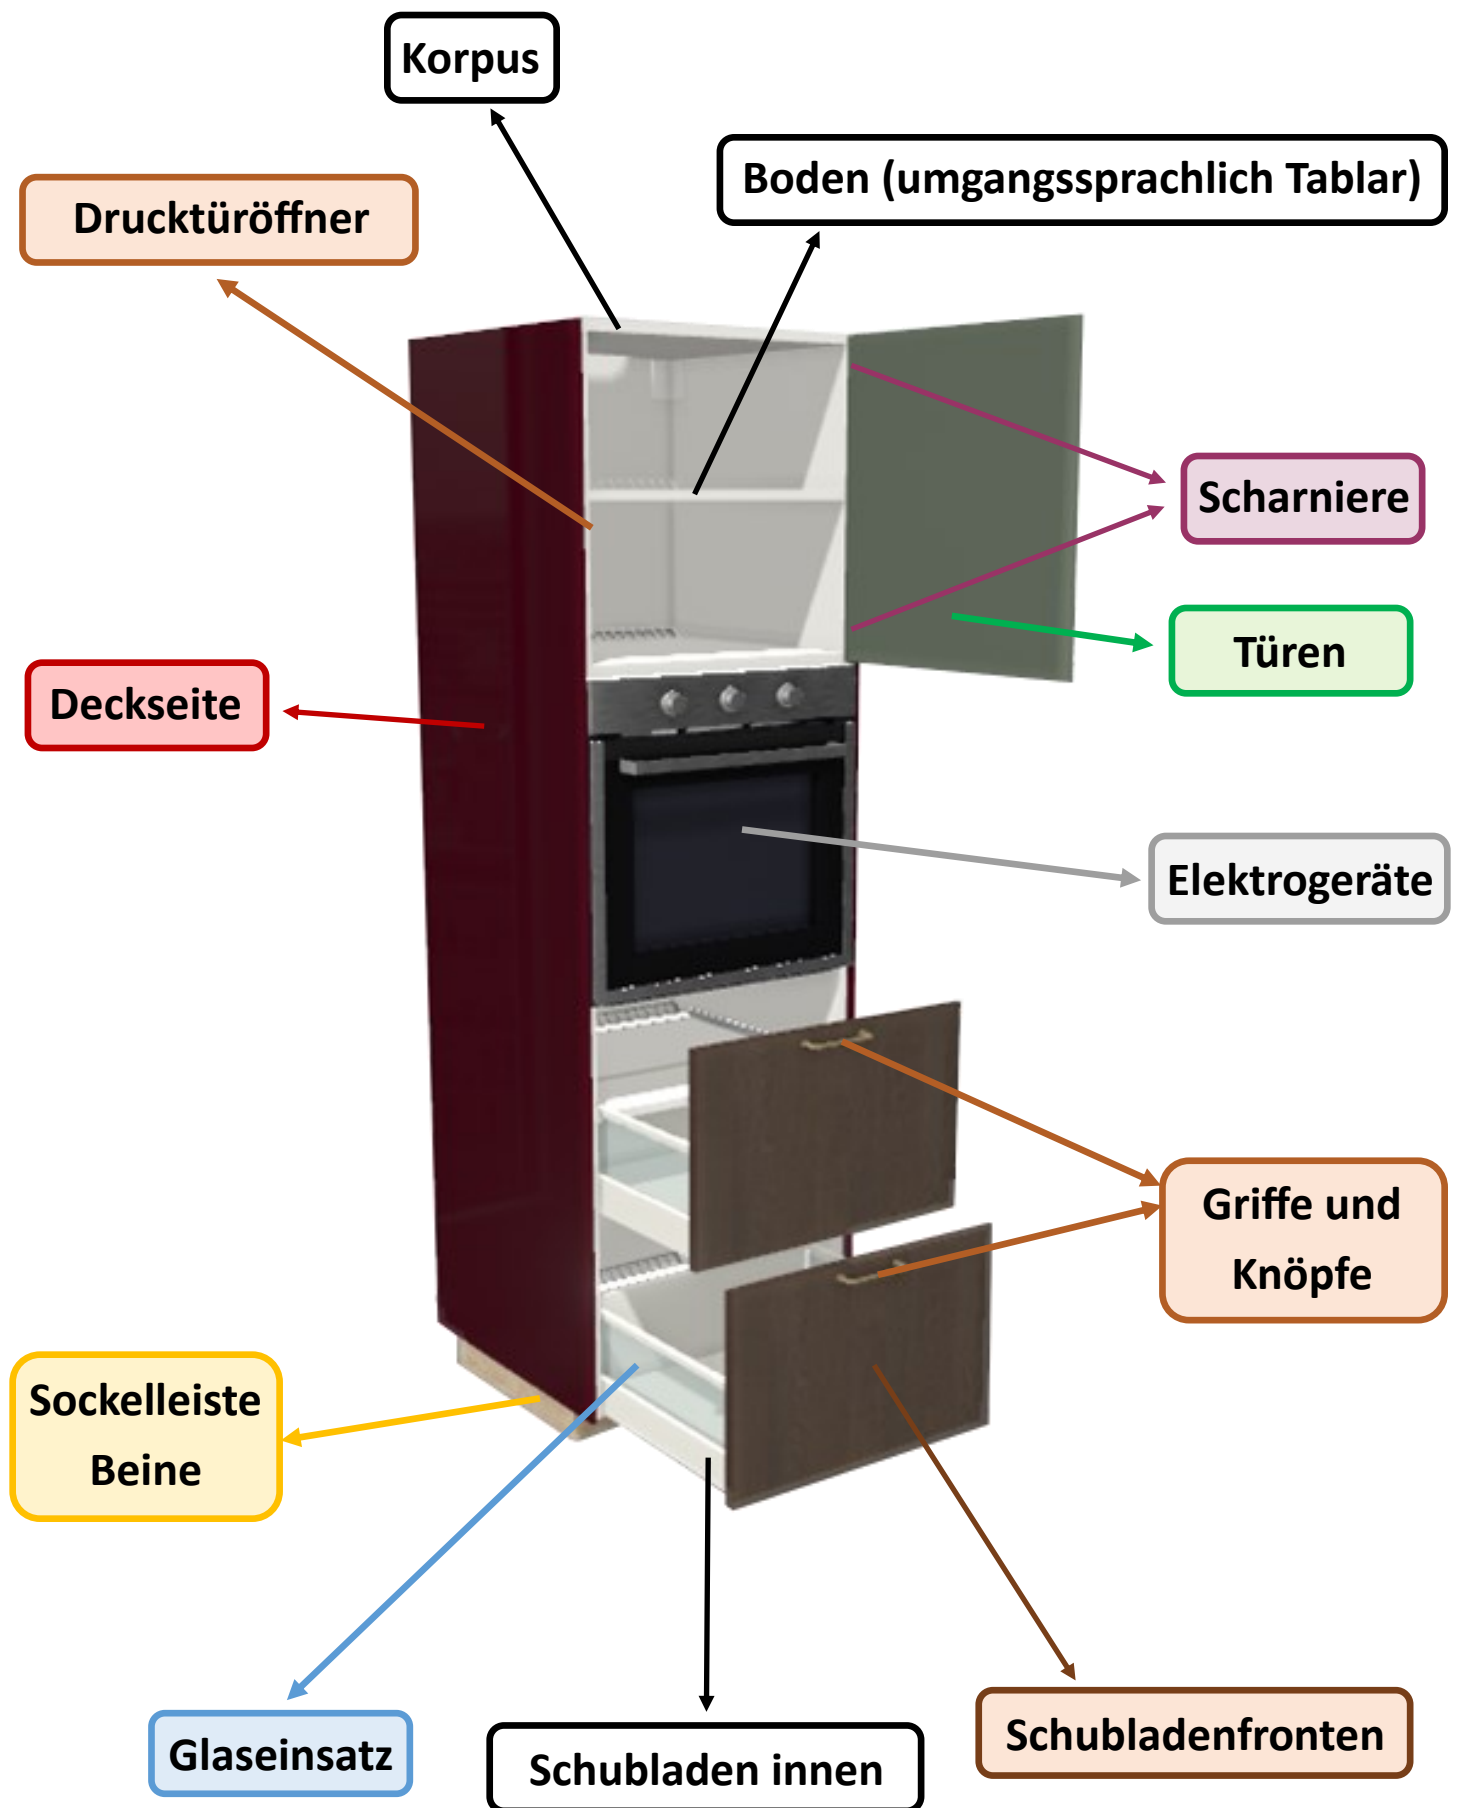 Korpus
Boden (umgangssprachlich Tablar)
Drucktüröffner
Scharniere
Türen
Deckseite
Elektrogeräte
Griffe und
Knöpfe
Sockelleiste
Beine
Schubladenfronten
Glaseinsatz
Schubladen innen